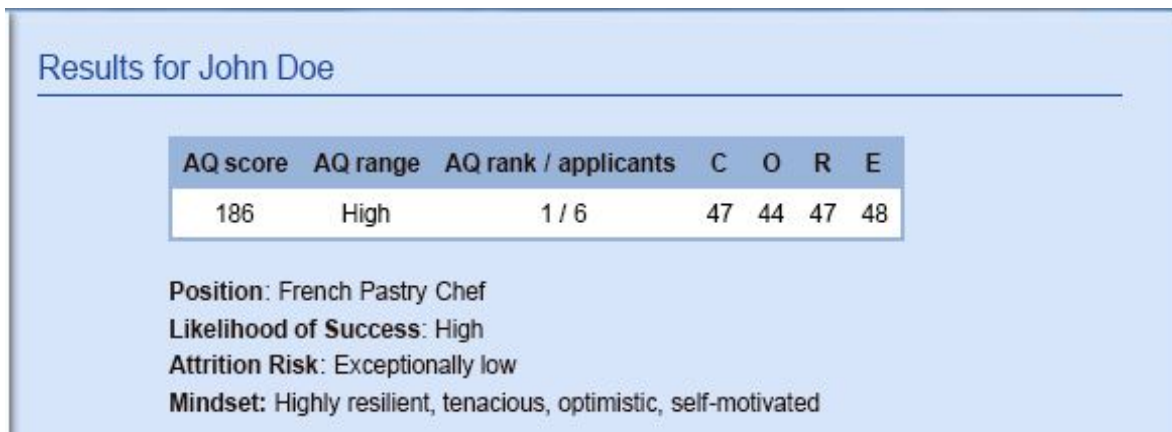 Results for John Doe
AQ score AQ range AQ rank / applicants C O R E
186 High 1 / 6 47 44 47 48
Position: French Pastry Chef
Likelihood of Success: High
Attrition Risk: Exceptionally low
Mindset: Highly resilient, tenacious, optimistic, self-motivated